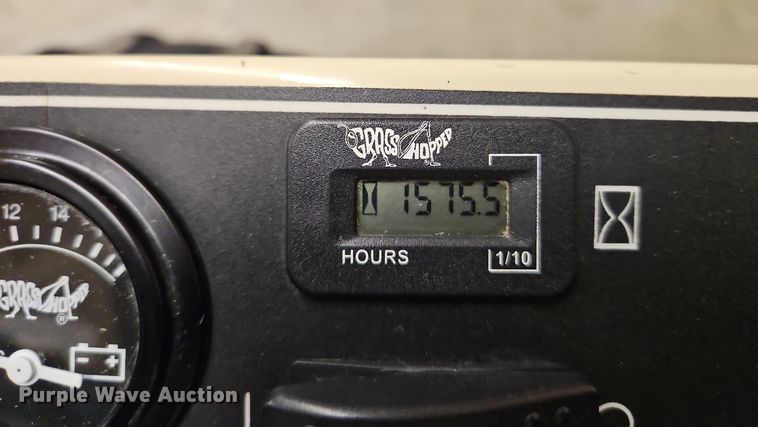 GRASSHOPPER
1575.5
HOURS 1/10
12 14
GRASSHOPPER
®
- +
Purple Wave Auction